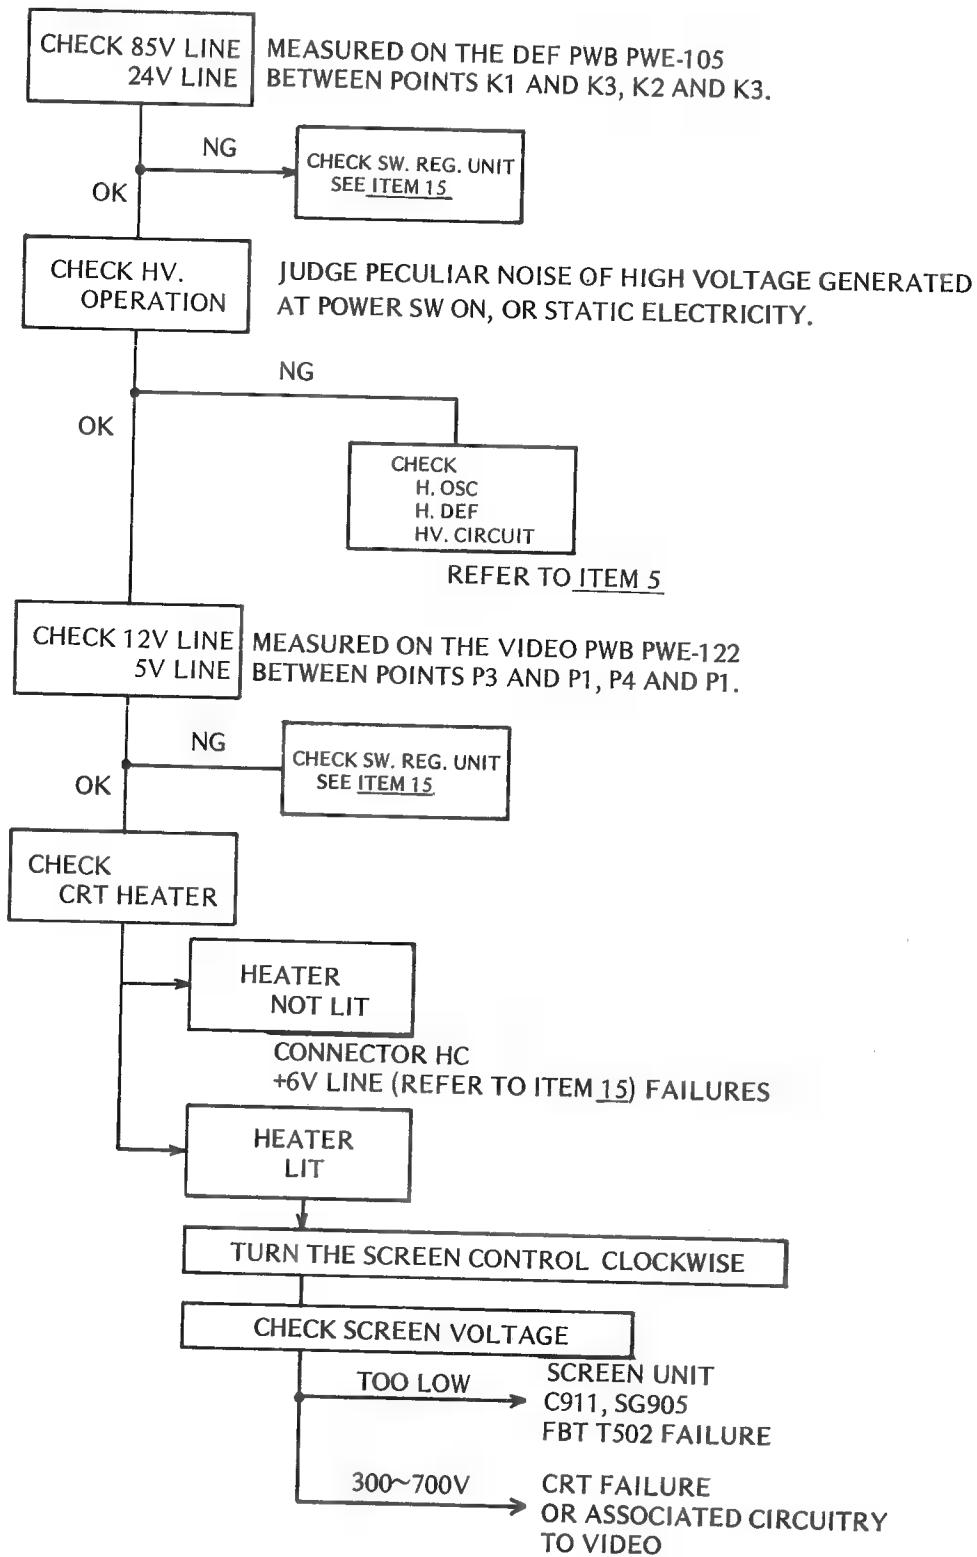 CHECK 85V LINE
24V LINE
MEASURED ON THE DEF PWB PWE-105
BETWEEN POINTS K1 AND K3, K2 AND K3.
NG
CHECK SW. REG. UNIT
SEE ITEM 15
OK
CHECK HV.
OPERATION
JUDGE PECULIAR NOISE OF HIGH VOLTAGE GENERATED
AT POWER SW ON, OR STATIC ELECTRICITY.
NG
OK
CHECK
H. OSC
H. DEF
HV. CIRCUIT
REFER TO ITEM 5
CHECK 12V LINE
5V LINE
MEASURED ON THE VIDEO PWB PWE-122
BETWEEN POINTS P3 AND P1, P4 AND P1.
NG
CHECK SW. REG. UNIT
SEE ITEM 15
OK
CHECK
CRT HEATER
HEATER
NOT LIT
CONNECTOR HC
+6V LINE (REFER TO ITEM 15) FAILURES
HEATER
LIT
TURN THE SCREEN CONTROL CLOCKWISE
CHECK SCREEN VOLTAGE
TOO LOW
SCREEN UNIT
C911, SG905
FBT T502 FAILURE
300~700V
CRT FAILURE
OR ASSOCIATED CIRCUITRY
TO VIDEO